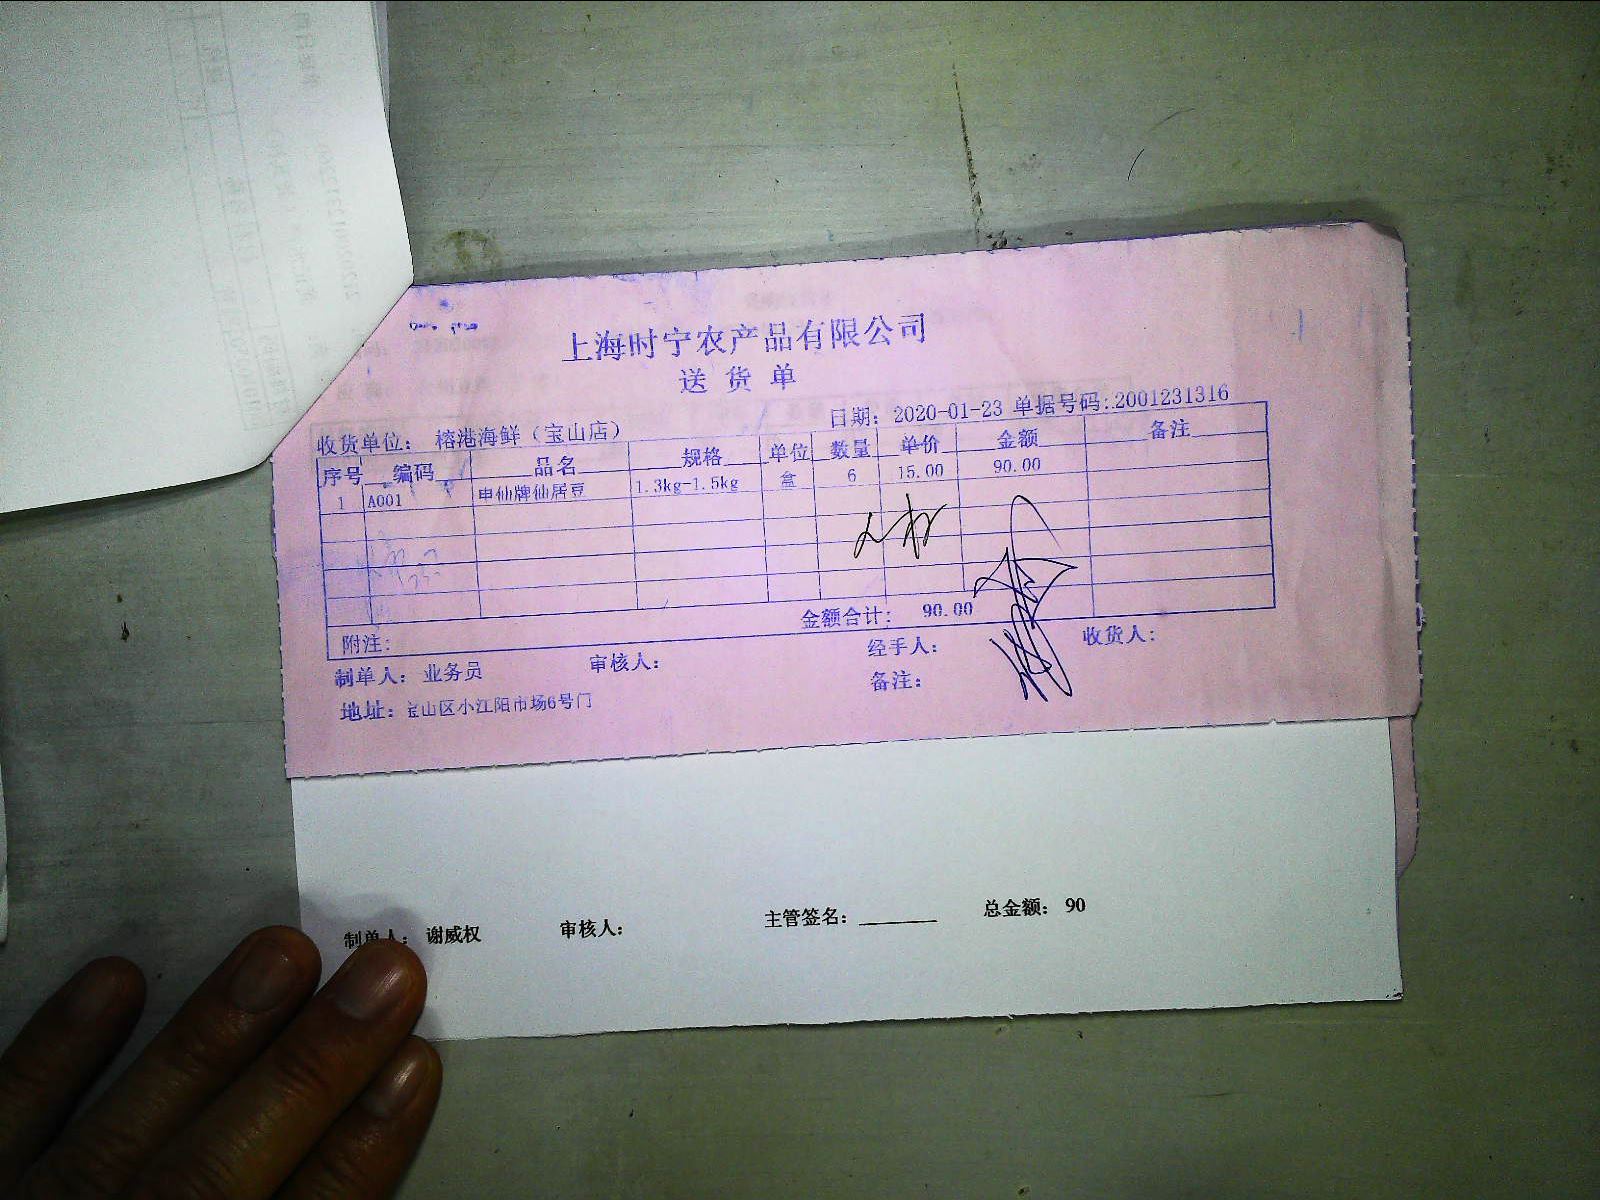 上海时宁农产品有限公司
送货单
日期：2020-01-23 单据号码：2001231316
收货单位：榕港海鲜（宝山店）
序号 编码 品名 规格 单位 数量 单价 金额 备注
1 A001 申仙牌仙居豆 1.3kg-1.5kg 盒 6 15.00 90.00
金额合计：90.00
附注：
制单人：业务员 审核人： 经手人： 收货人：
备注：
地址：宝山区小江阳市场6号门
制单人：谢威权 审核人： 主管签名：________ 总金额：90